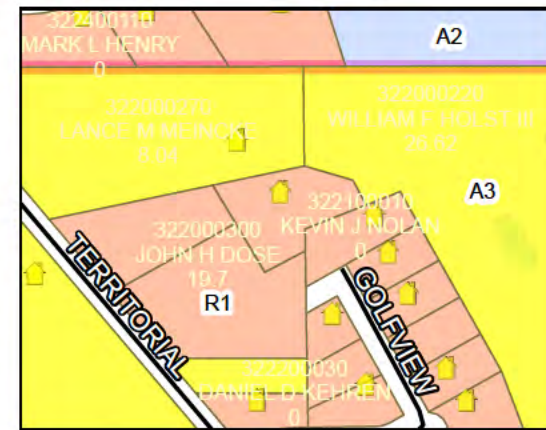 322400110
MARK L HENRY
0
A2
322000270
LANCE M MEINCKE
8.04
322000220
WILLIAM F HOLST III
26.62
A3
322100010
KEVIN J NOLAN
0
322000300
JOHN H DOSE
19.7
R1
TERRITORIAL
GOLFVIEW
322200030
DANIEL D KEHREN
0